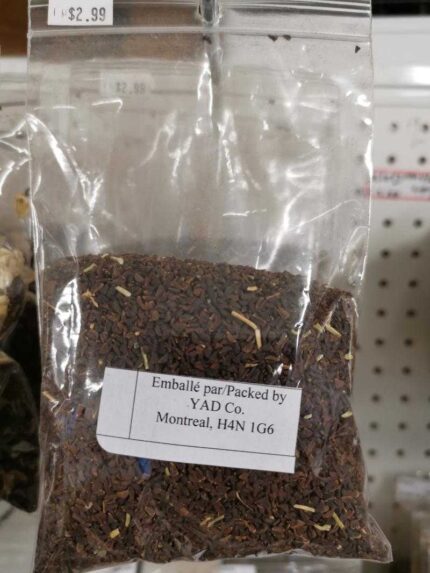 $2.99
Emballé par/Packed by
YAD Co.
Montreal, H4N 1G6